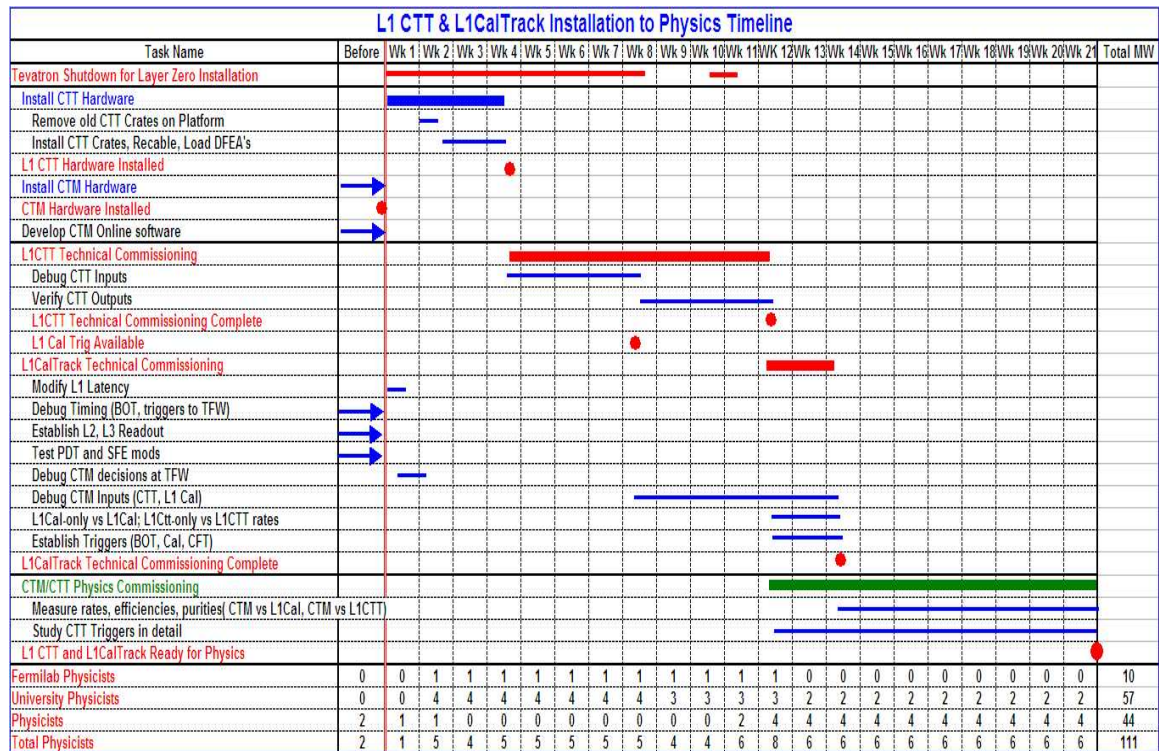 L1 CTT & L1CalTrack Installation to Physics Timeline
Task Name Before Wk 1 Wk 2 Wk 3 Wk 4 Wk 5 Wk 6 Wk 7 Wk 8 Wk 9 Wk 10 Wk 11 WK 12 Wk 13 Wk 14 Wk 15 Wk 16 Wk 17 Wk 18 Wk 19 Wk 20 Wk 21 Total MW
Tevatron Shutdown for Layer Zero Installation
Install CTT Hardware
Remove old CTT Crates on Platform
Install CTT Crates, Recable, Load DFEA's
L1 CTT Hardware Installed
Install CTM Hardware
CTM Hardware Installed
Develop CTM Online software
L1CTT Technical Commissioning
Debug CTT Inputs
Verify CTT Outputs
L1CTT Technical Commissioning Complete
L1 Cal Trig Available
L1CalTrack Technical Commissioning
Modify L1 Latency
Debug Timing (BOT, triggers to TFW)
Establish L2, L3 Readout
Test PDT and SFE mods
Debug CTM decisions at TFW
Debug CTM Inputs (CTT, L1 Cal)
L1Cal-only vs L1Cal; L1Ctt-only vs L1CTT rates
Establish Triggers (BOT, Cal, CFT)
L1CalTrack Technical Commissioning Complete
CTM/CTT Physics Commissioning
Measure rates, efficiencies, purities( CTM vs L1Cal, CTM vs L1CTT)
Study CTT Triggers in detail
L1 CTT and L1CalTrack Ready for Physics
Fermilab Physicists 0 0 1 1 1 1 1 1 1 1 1 1 1 0 0 0 0 0 0 0 0 0 10
University Physicists 0 0 4 4 4 4 4 4 4 3 3 3 3 2 2 2 2 2 2 2 2 2 57
Physicists 2 1 1 0 0 0 0 0 0 0 0 2 4 4 4 4 4 4 4 4 4 4 44
Total Physicists 2 1 5 4 5 5 5 5 5 4 4 6 8 6 6 6 6 6 6 6 6 6 111